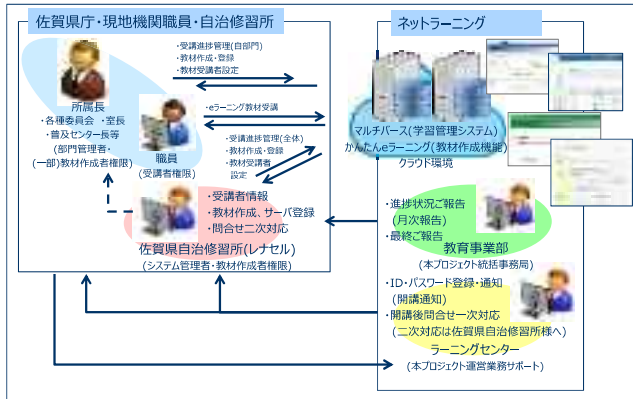 佐賀県庁・現地機関職員・自治修習所
所属長
・各種委員会 ・室長
・普及センター長等
(部門管理者・
(一部)教材作成者権限)
職員
(受講者権限)
・受講進捗管理(自部門)
・教材作成・登録
・教材受講者設定
・eラーニング教材受講
・受講進捗管理(全体)
・教材作成・登録
・教材受講者
設定
・受講者情報
・教材作成、サーバ登録
・問合せ二次対応
佐賀県自治修習所(レナセル)
(システム管理者・教材作成者権限)
ネットラーニング
マルチバース(学習管理システム)
かんたんeラーニング(教材作成機能)
クラウド環境
・進捗状況ご報告
(月次報告)
・最終ご報告
教育事業部
(本プロジェクト統括事務局)
・ID・パスワード登録・通知
(開講通知)
・開講後問合せ一次対応
(二次対応は佐賀県自治修習所様へ)
ラーニングセンター
(本プロジェクト運営業務サポート)